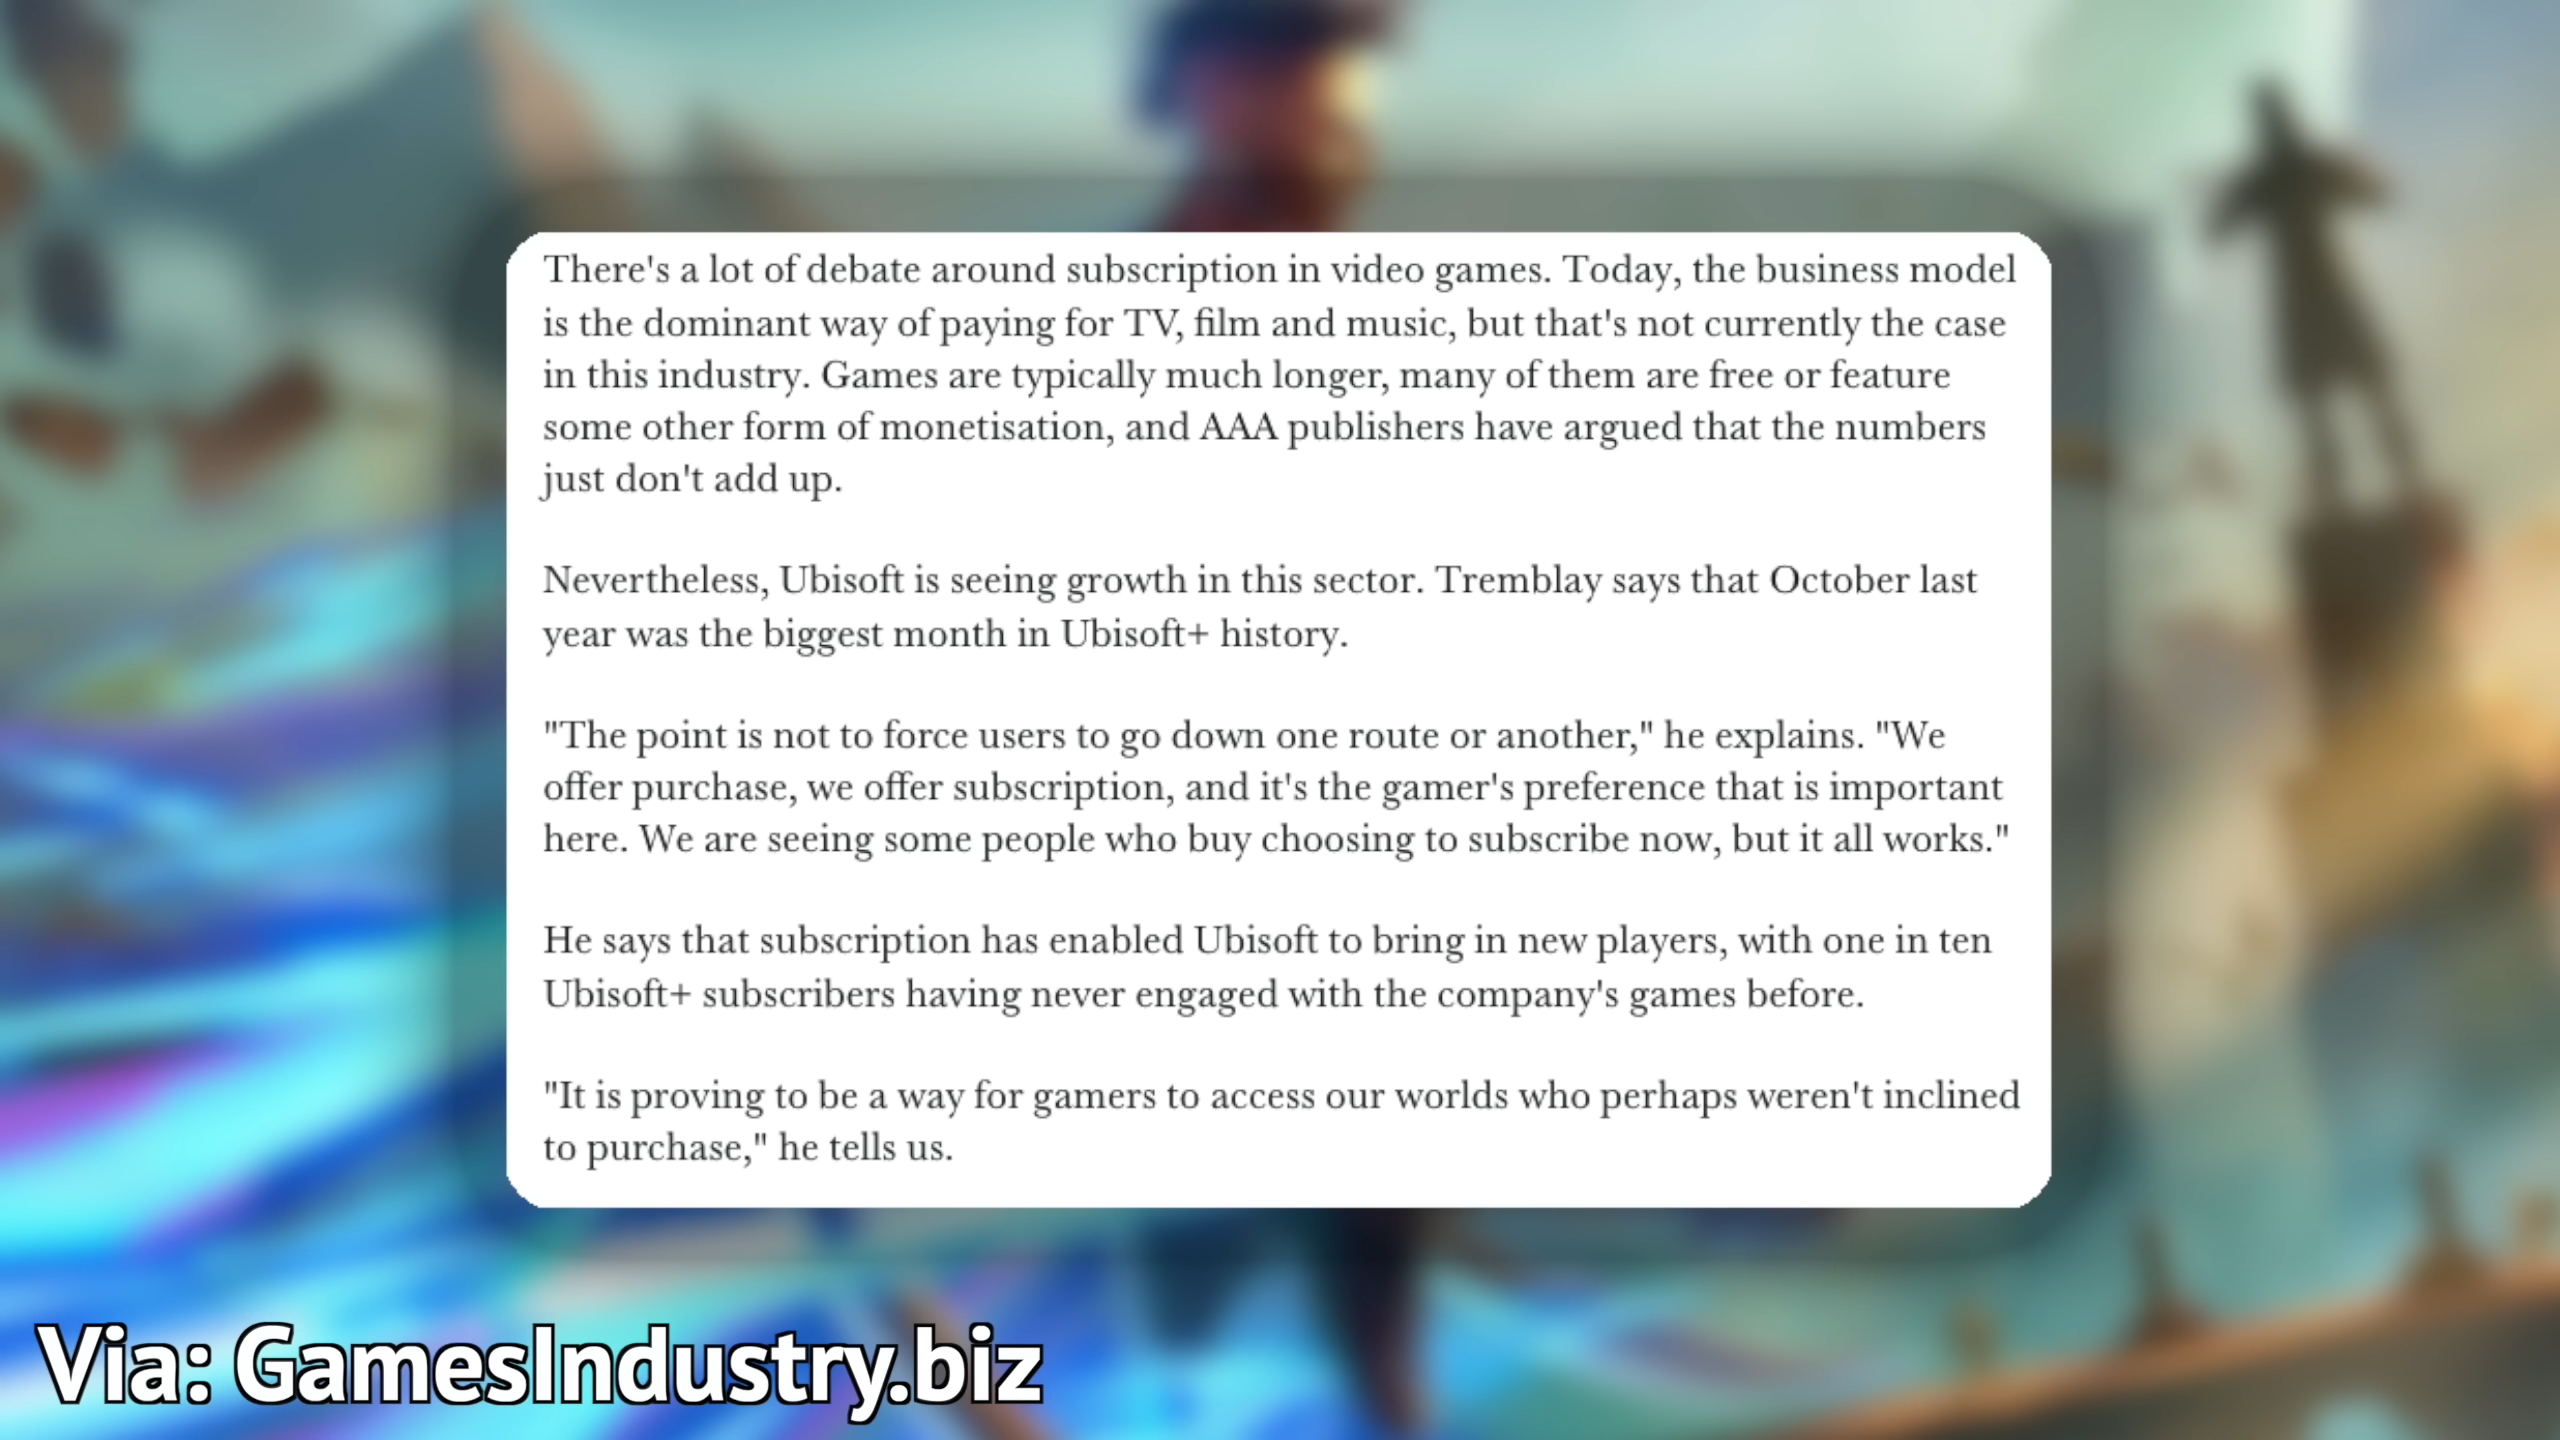 There's a lot of debate around subscription in video games. Today, the business model
is the dominant way of paying for TV, film and music, but that's not currently the case
in this industry. Games are typically much longer, many of them are free or feature
some other form of monetisation, and AAA publishers have argued that the numbers
just don't add up.
Nevertheless, Ubisoft is seeing growth in this sector. Tremblay says that October last
year was the biggest month in Ubisoft+ history.
"The point is not to force users to go down one route or another," he explains. "We
offer purchase, we offer subscription, and it's the gamer's preference that is important
here. We are seeing some people who buy choosing to subscribe now, but it all works."
He says that subscription has enabled Ubisoft to bring in new players, with one in ten
Ubisoft+ subscribers having never engaged with the company's games before.
"It is proving to be a way for gamers to access our worlds who perhaps weren't inclined
to purchase," he tells us.
Via: GamesIndustry.biz